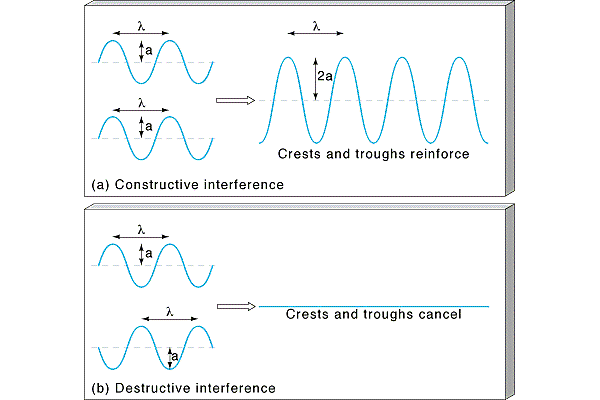 λ
a
λ
a
λ
2a
Crests and troughs reinforce
(a) Constructive interference
λ
a
λ
a
Crests and troughs cancel
(b) Destructive interference